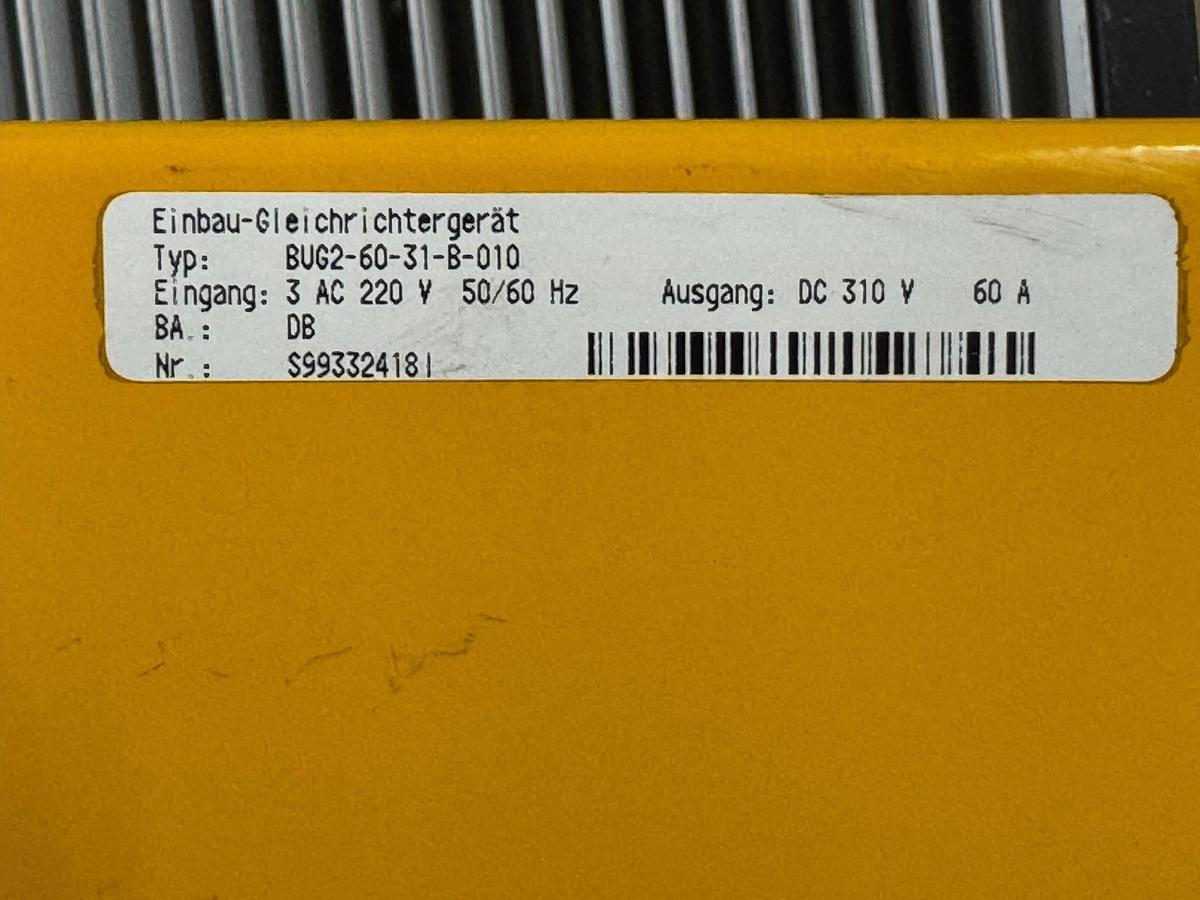 Einbau-Gleichrichtergerät
Typ: BUG2-60-31-B-010
Eingang: 3 AC 220 V 50/60 Hz Ausgang: DC 310 V 60 A
BA.: DB
Nr.: S99332418|